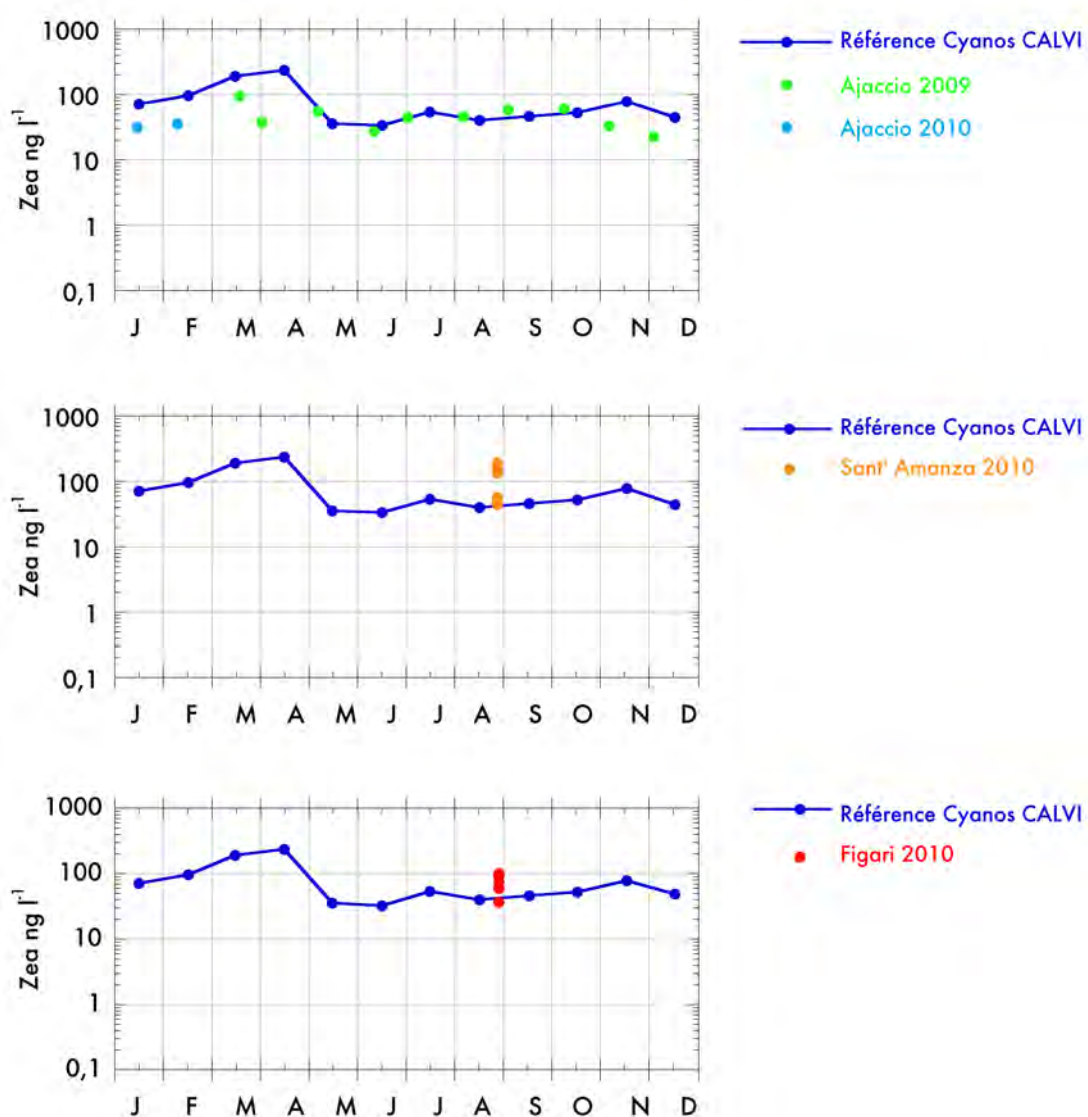 1000
100
10
1
0,1
Zea ng l⁻¹
J F M A M J J A S O N D
Référence Cyanos CALVI
Ajaccio 2009
Ajaccio 2010
1000
100
10
1
0,1
Zea ng l⁻¹
J F M A M J J A S O N D
Référence Cyanos CALVI
Sant' Amanza 2010
1000
100
10
1
0,1
Zea ng l⁻¹
J F M A M J J A S O N D
Référence Cyanos CALVI
Figari 2010